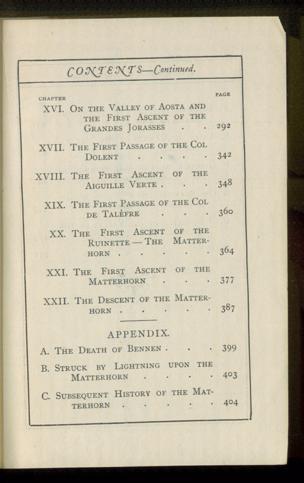 CONTENTS—Continued.
CHAPTER PAGE
XVI. ON THE VALLEY OF AOSTA AND
THE FIRST ASCENT OF THE
GRANDES JORASSES . . 292
XVII. THE FIRST PASSAGE OF THE COL
DOLENT . . . . 342
XVIII. THE FIRST ASCENT OF THE
AIGUILLE VERTE . . . 348
XIX. THE FIRST PASSAGE OF THE COL
DE TALÈFRE . . . 360
XX. THE FIRST ASCENT OF THE
RUINETTE — THE MATTER-
HORN . . . . . 364
XXI. THE FIRST ASCENT OF THE
MATTERHORN . . . 377
XXII. THE DESCENT OF THE MATTER-
HORN . . . . . 387
APPENDIX.
A. THE DEATH OF BENNEN . . . 399
B. STRUCK BY LIGHTNING UPON THE
MATTERHORN . . . . 403
C. SUBSEQUENT HISTORY OF THE MAT-
TERHORN . . . . . 404